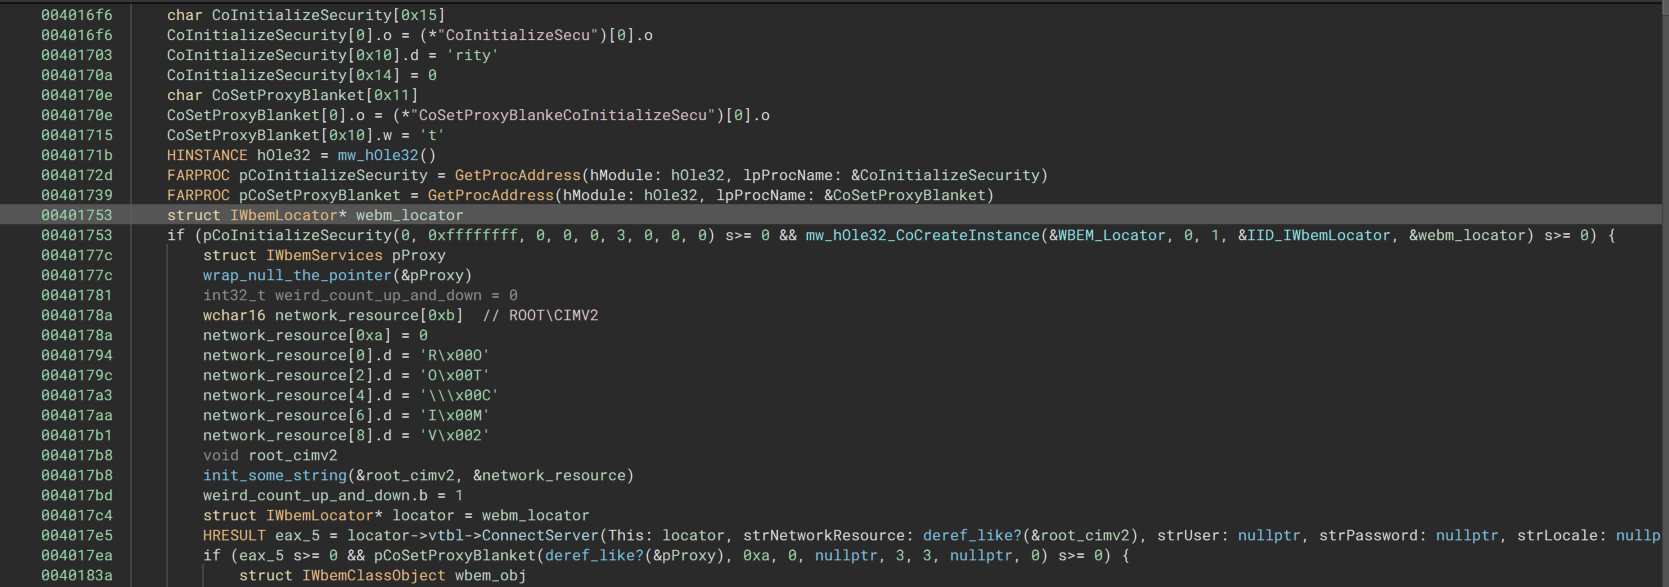 004016f6 char CoInitializeSecurity[0x15]
004016f6 CoInitializeSecurity[0].o = (*"CoInitializeSecu")[0].o
00401703 CoInitializeSecurity[0x10].d = 'rity'
0040170a CoInitializeSecurity[0x14] = 0
0040170e char CoSetProxyBlanket[0x11]
0040170e CoSetProxyBlanket[0].o = (*"CoSetProxyBlankeCoInitializeSecu")[0].o
00401715 CoSetProxyBlanket[0x10].w = 't'
0040171b HINSTANCE hOle32 = mw_hOle32()
0040172d FARPROC pCoInitializeSecurity = GetProcAddress(hModule: hOle32, lpProcName: &CoInitializeSecurity)
00401739 FARPROC pCoSetProxyBlanket = GetProcAddress(hModule: hOle32, lpProcName: &CoSetProxyBlanket)
00401753 struct IWbemLocator* webm_locator
00401753 if (pCoInitializeSecurity(0, 0xffffffff, 0, 0, 0, 3, 0, 0, 0) s>= 0 && mw_hOle32_CoCreateInstance(&WBEM_Locator, 0, 1, &IID_IWbemLocator, &webm_locator) s>= 0) {
0040177c struct IWbemServices pProxy
0040177c wrap_null_the_pointer(&pProxy)
00401781 int32_t weird_count_up_and_down = 0
0040178a wchar16 network_resource[0xb]  // ROOT\CIMV2
0040178a network_resource[0xa] = 0
00401794 network_resource[0].d = 'R\x00O'
0040179c network_resource[2].d = 'O\x00T'
004017a3 network_resource[4].d = '\\\x00C'
004017aa network_resource[6].d = 'I\x00M'
004017b1 network_resource[8].d = 'V\x002'
004017b8 void root_cimv2
004017b8 init_some_string(&root_cimv2, &network_resource)
004017bd weird_count_up_and_down.b = 1
004017c4 struct IWbemLocator* locator = webm_locator
004017e5 HRESULT eax_5 = locator->vtbl->ConnectServer(This: locator, strNetworkResource: deref_like?(&root_cimv2), strUser: nullptr, strPassword: nullptr, strLocale: nullp
004017ea if (eax_5 s>= 0 && pCoSetProxyBlanket(deref_like?(&pProxy), 0xa, 0, nullptr, 3, 3, nullptr, 0) s>= 0) {
0040183a struct IWbemClassObject wbem_obj